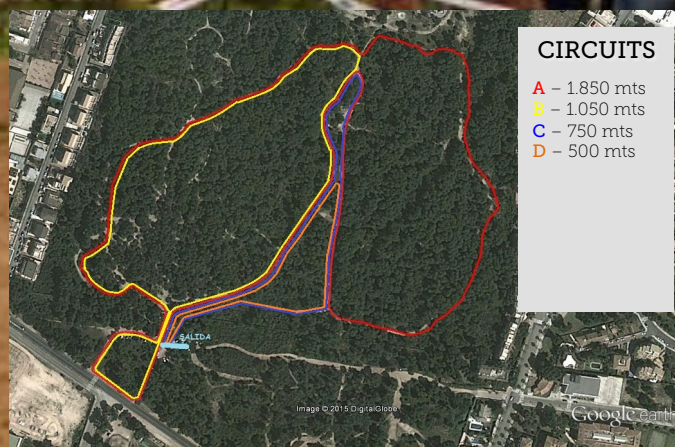 CIRCUITS
A – 1.850 mts
B – 1.050 mts
C – 750 mts
D – 500 mts
SALIDA
Image © 2015 DigitalGlobe
Google earth